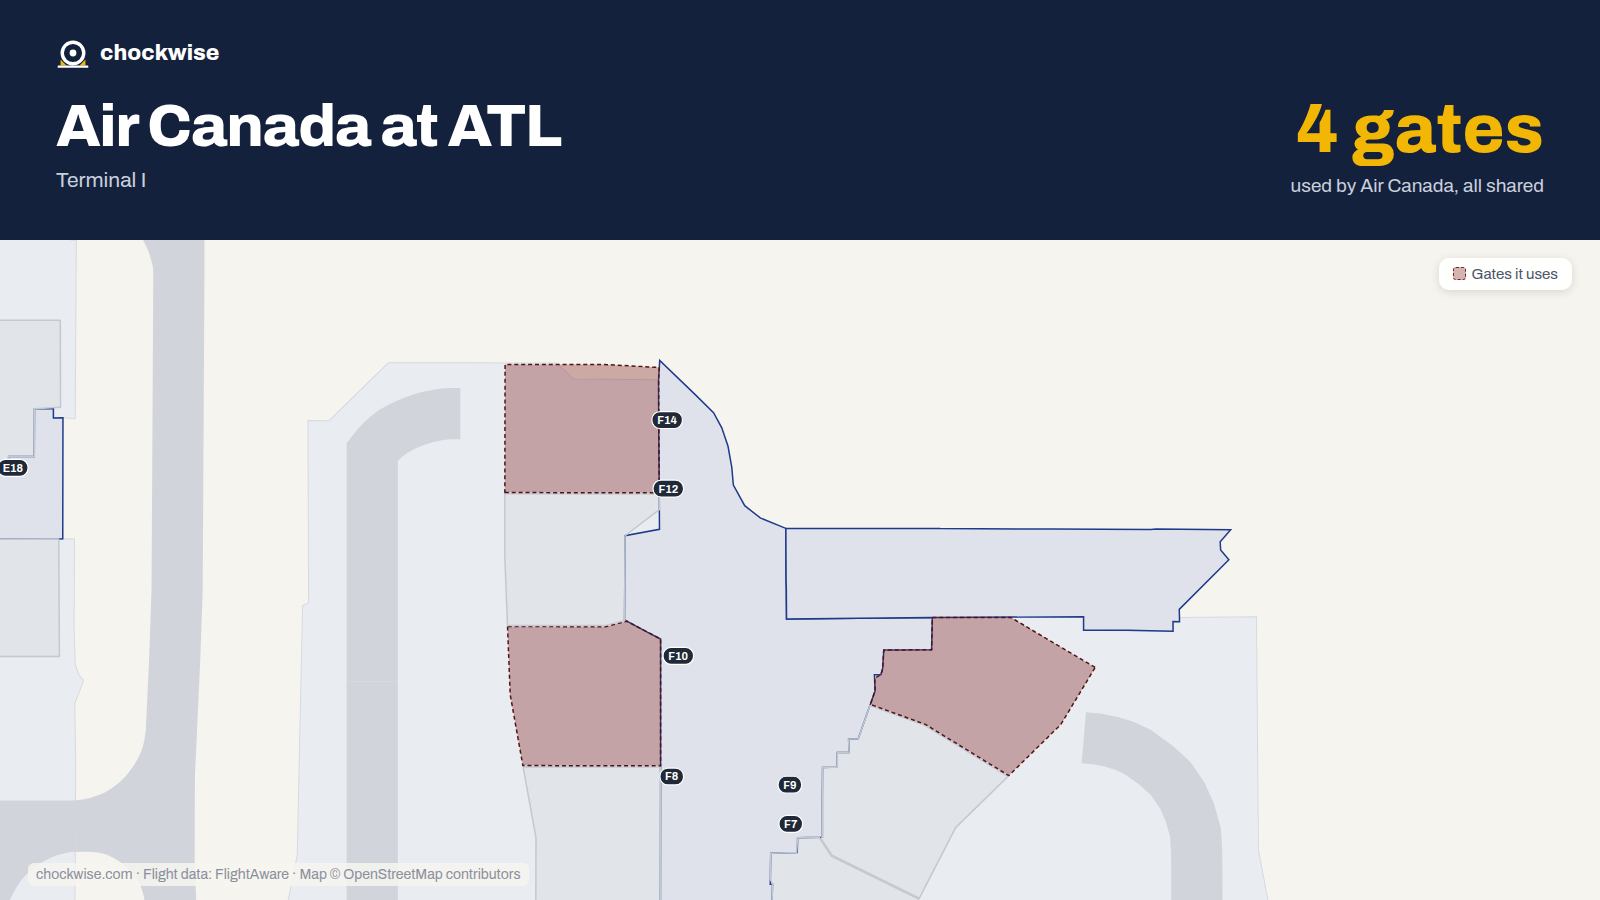 chockwise
Air Canada at ATL
Terminal I
4 gates
used by Air Canada, all shared
Gates it uses
F14
E18
F12
F10
F8
F9
F7
chockwise.com · Flight data: FlightAware · Map © OpenStreetMap contributors